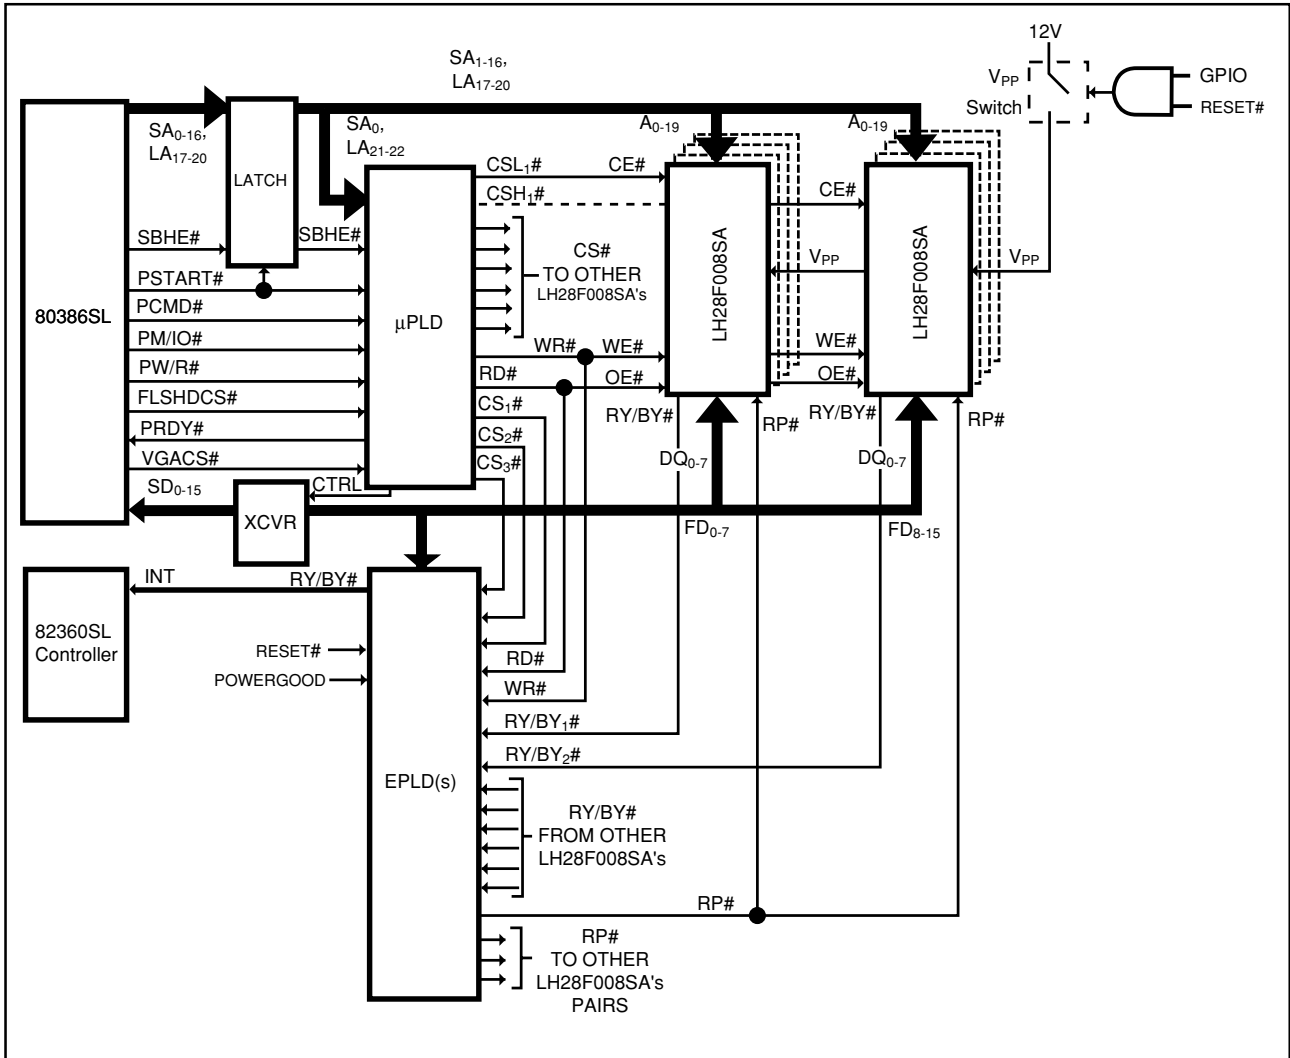 12V
SA1-16,
LA17-20
VPP
Switch
GPIO
RESET#
SA0-16,
LA17-20
SA0,
LA21-22
A0-19
A0-19
LATCH
CSL1#
CE#
CSH1#
CE#
SBHE#
SBHE#
CS#
TO OTHER
LH28F008SA's
LH28F008SA
LH28F008SA
VPP
VPP
PSTART#
80386SL
PCMD#
µPLD
PM/IO#
WR#
WE#
WE#
PW/R#
RD#
OE#
OE#
FLSHDCS#
CS1#
RY/BY#
RP#
RY/BY#
RP#
PRDY#
CS2#
VGACS#
CS3#
DQ0-7
DQ0-7
SD0-15
CTRL
XCVR
FD0-7
FD8-15
INT
RY/BY#
82360SL
Controller
RESET#
RD#
POWERGOOD
WR#
RY/BY1#
RY/BY2#
EPLD(s)
RY/BY#
FROM OTHER
LH28F008SA's
RP#
RP#
TO OTHER
LH28F008SA's
PAIRS